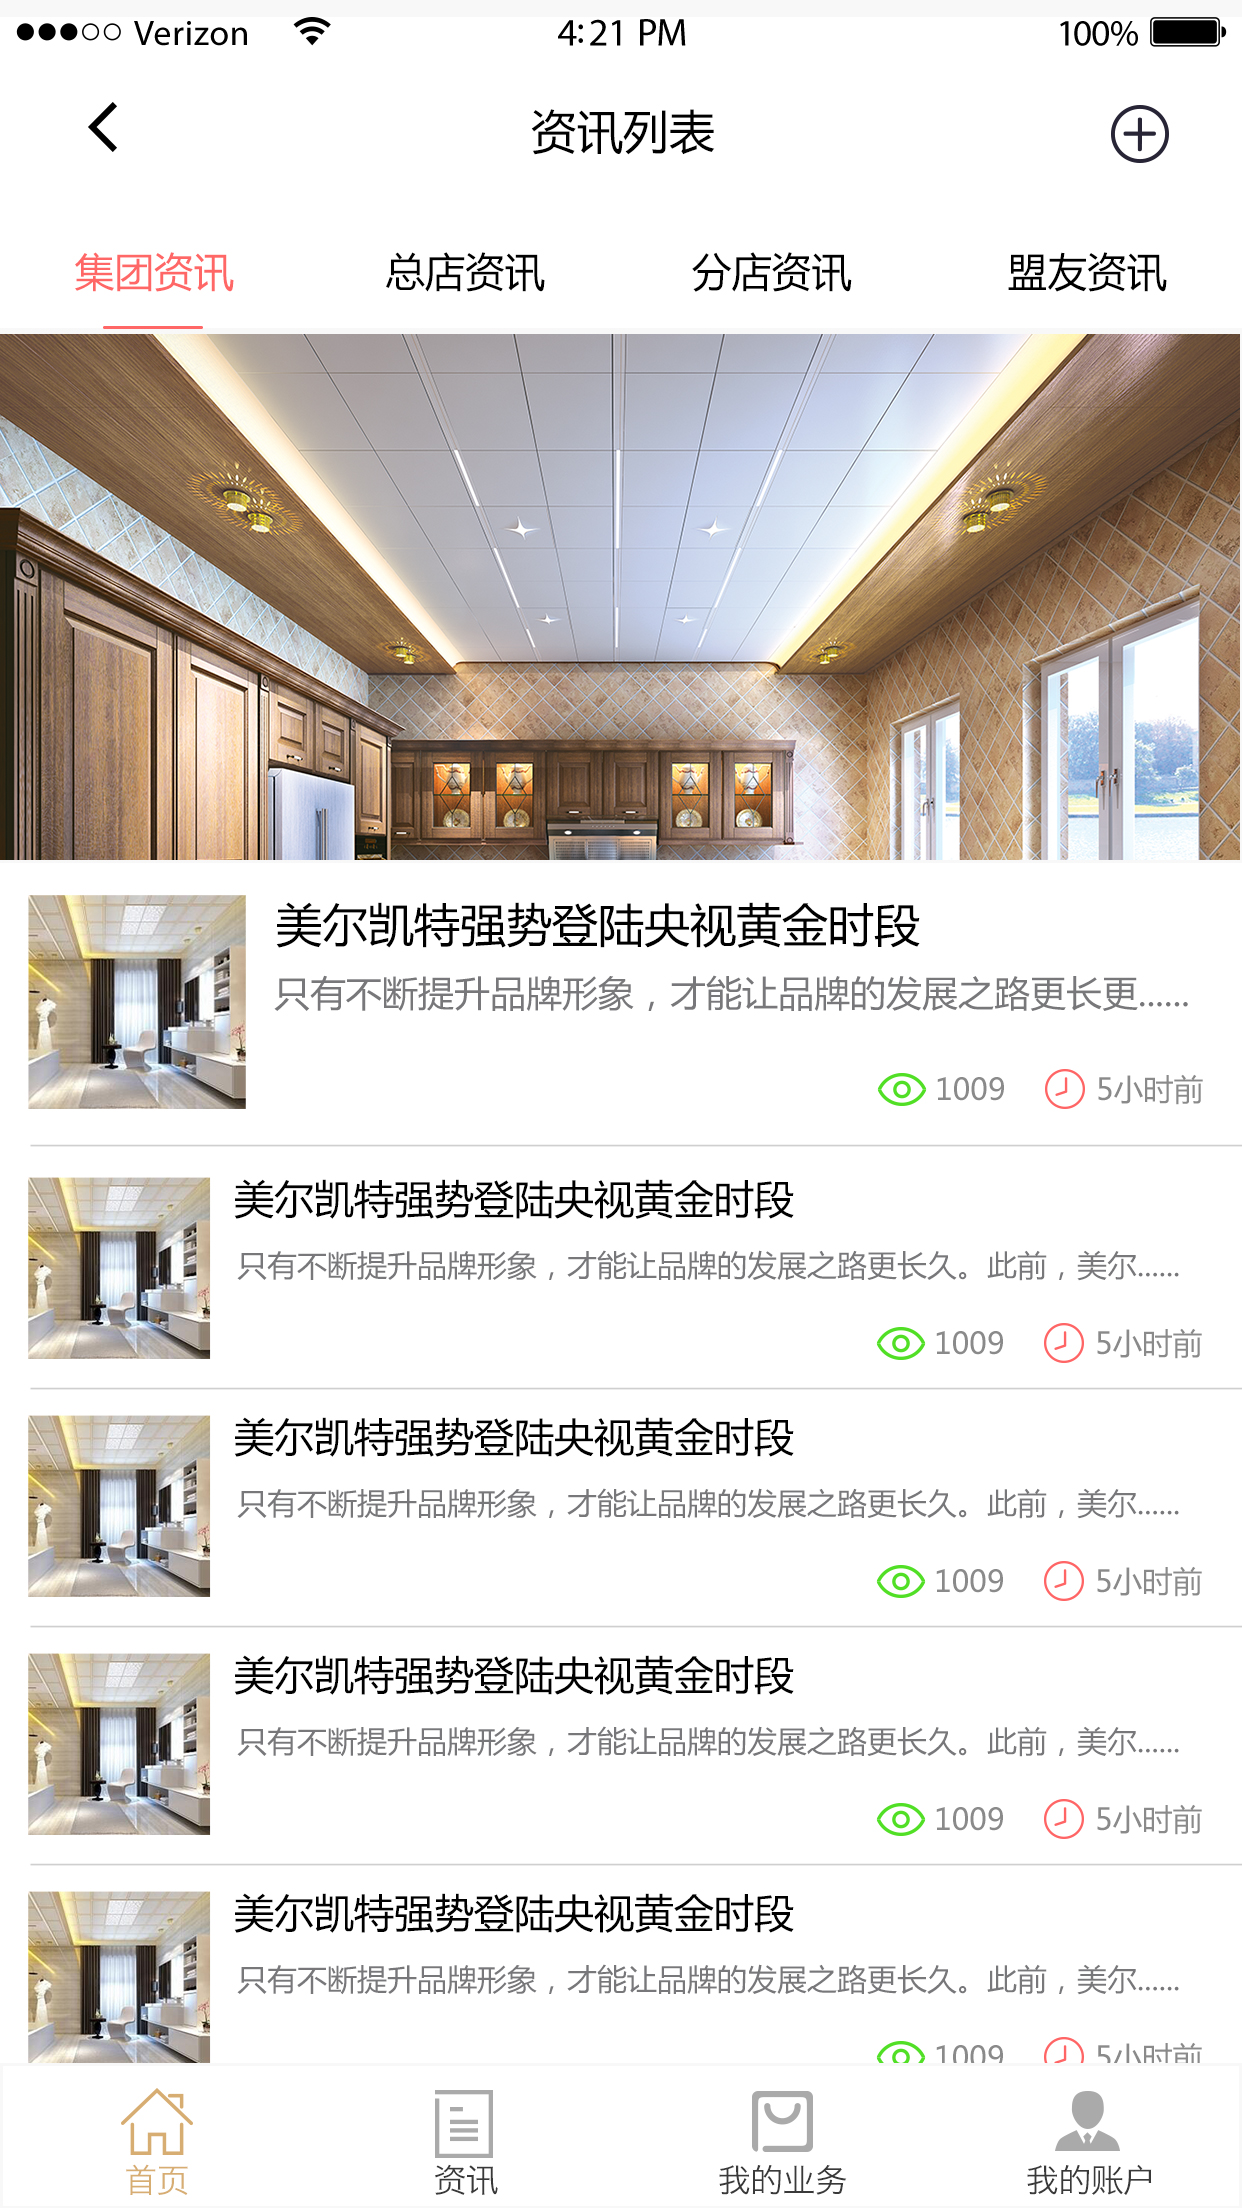 Verizon 4:21 PM 100%
资讯列表
集团资讯 总店资讯 分店资讯 盟友资讯
美尔凯特强势登陆央视黄金时段
只有不断提升品牌形象，才能让品牌的发展之路更长更......
1009 5小时前
美尔凯特强势登陆央视黄金时段
只有不断提升品牌形象，才能让品牌的发展之路更长久。此前，美尔......
1009 5小时前
美尔凯特强势登陆央视黄金时段
只有不断提升品牌形象，才能让品牌的发展之路更长久。此前，美尔......
1009 5小时前
美尔凯特强势登陆央视黄金时段
只有不断提升品牌形象，才能让品牌的发展之路更长久。此前，美尔......
1009 5小时前
美尔凯特强势登陆央视黄金时段
只有不断提升品牌形象，才能让品牌的发展之路更长久。此前，美尔......
1009 5小时前
首页 资讯 我的业务 我的账户